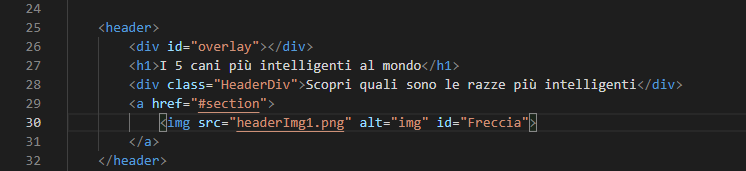 24
25 <header>
26 <div id="overlay"></div>
27 <h1>I 5 cani più intelligenti al mondo</h1>
28 <div class="HeaderDiv">Scopri quali sono le razze più intelligenti</div>
29 <a href="#section">
30 <img src="headerImg1.png" alt="img" id="Freccia">
31 </a>
32 </header>